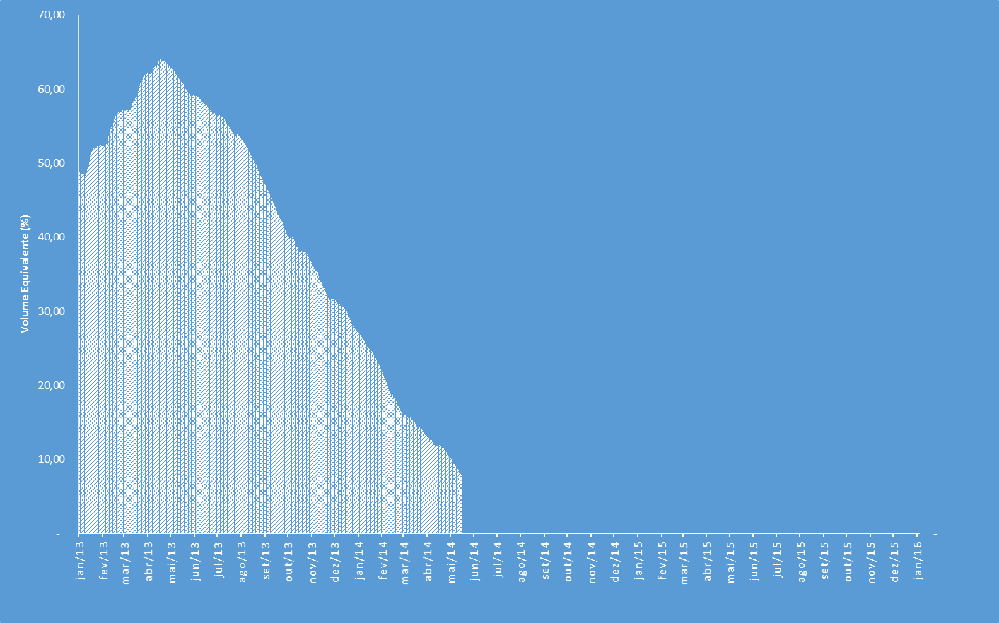 70,00
60,00
50,00
40,00
30,00
20,00
10,00
-
-
Volume Equivalente (%)
jan/13
fev/13
mar/13
abr/13
mai/13
jun/13
jul/13
ago/13
set/13
out/13
nov/13
dez/13
jan/14
fev/14
mar/14
abr/14
mai/14
jun/14
jul/14
ago/14
set/14
out/14
nov/14
dez/14
jan/15
fev/15
mar/15
abr/15
mai/15
jun/15
jul/15
ago/15
set/15
out/15
nov/15
dez/15
jan/16